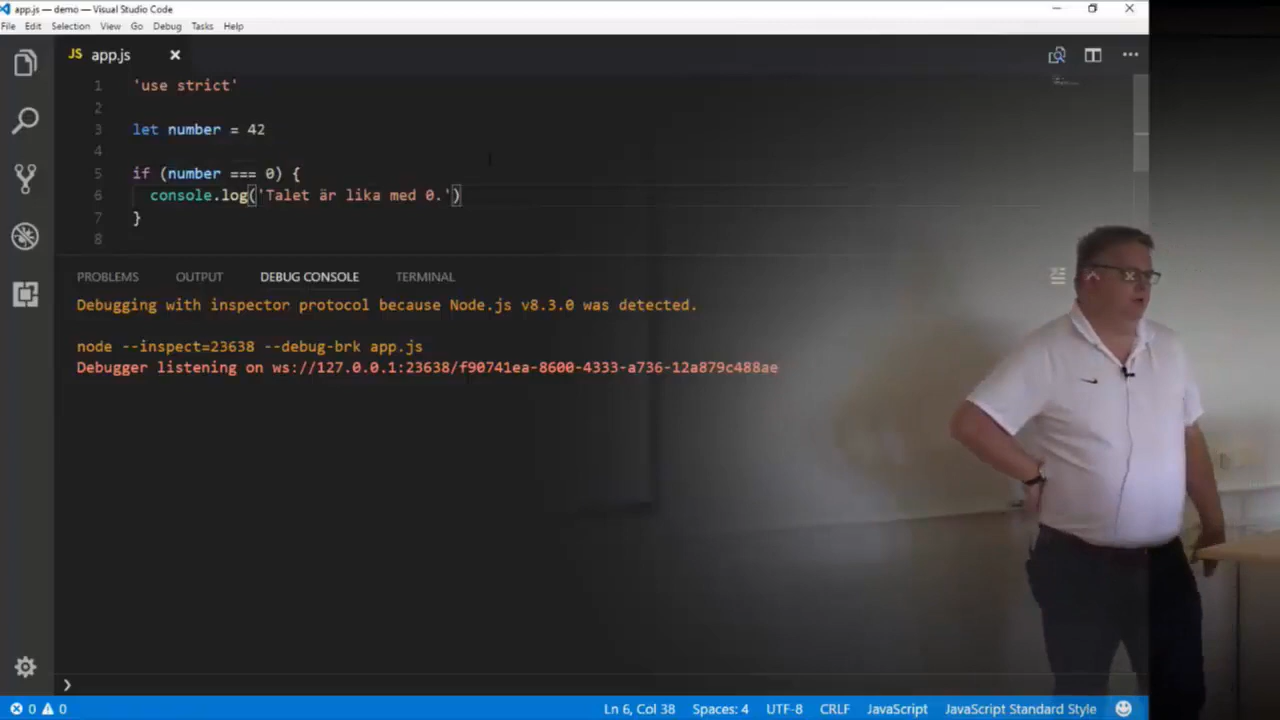 app.js — demo — Visual Studio Code
File Edit Selection View Go Debug Tasks Help
JS app.js
1 'use strict'
2
3 let number = 42
4
5 if (number === 0) {
6 console.log('Talet är lika med 0.')
7 }
8
PROBLEMS OUTPUT DEBUG CONSOLE TERMINAL
Debugging with inspector protocol because Node.js v8.3.0 was detected.
node --inspect=23638 --debug-brk app.js
Debugger listening on ws://127.0.0.1:23638/f90741ea-8600-4333-a736-12a879c488ae
0 0 Ln 6, Col 38 Spaces: 4 UTF-8 CRLF JavaScript JavaScript Standard Style